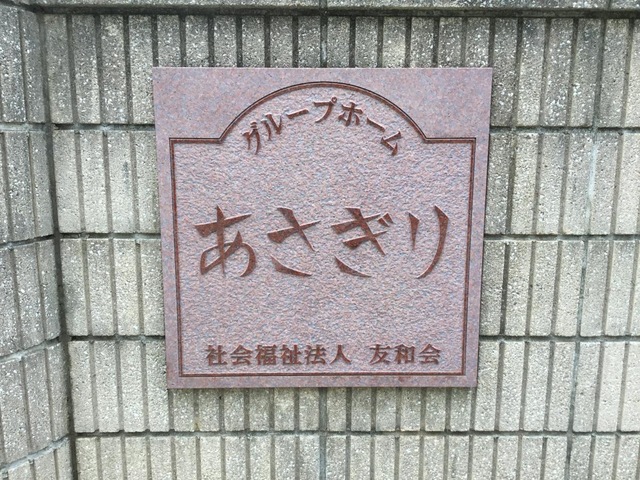 グループホーム
あさぎり
社会福祉法人 友和会